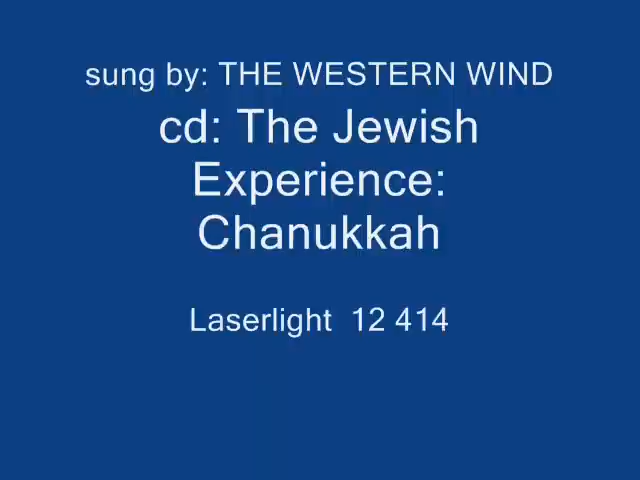 sung by: THE WESTERN WIND
cd: The Jewish
Experience:
Chanukkah
Laserlight  12 414